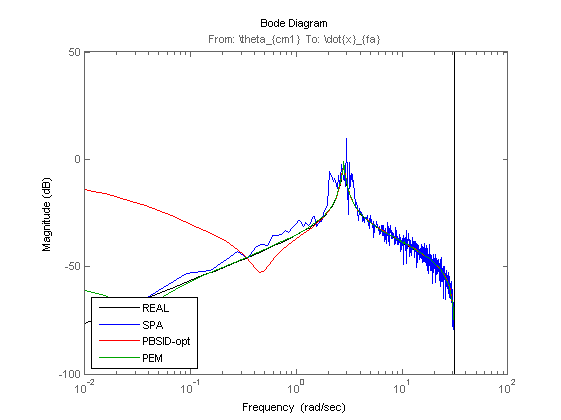 Bode Diagram
From: \theta_{cm1} To: \dot{x}_{fa}
50
0
-50
-100
Magnitude (dB)
REAL
SPA
PBSID-opt
PEM
10^-2
10^-1
10^0
10^1
10^2
Frequency (rad/sec)